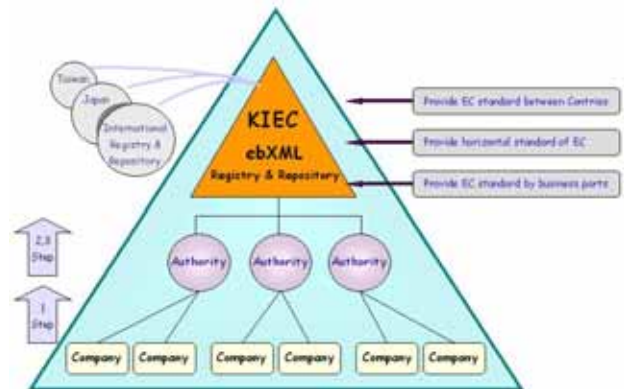 Taiwan
Japan
International
Registry &
Repository
KIEC
ebXML
Registry & Repository
Provide EC standard between Contries
Provide horizontal standard of EC
Provide EC standard by business parts
2,3
Step
1
Step
Authority
Authority
Authority
Company
Company
Company
Company
Company
Company